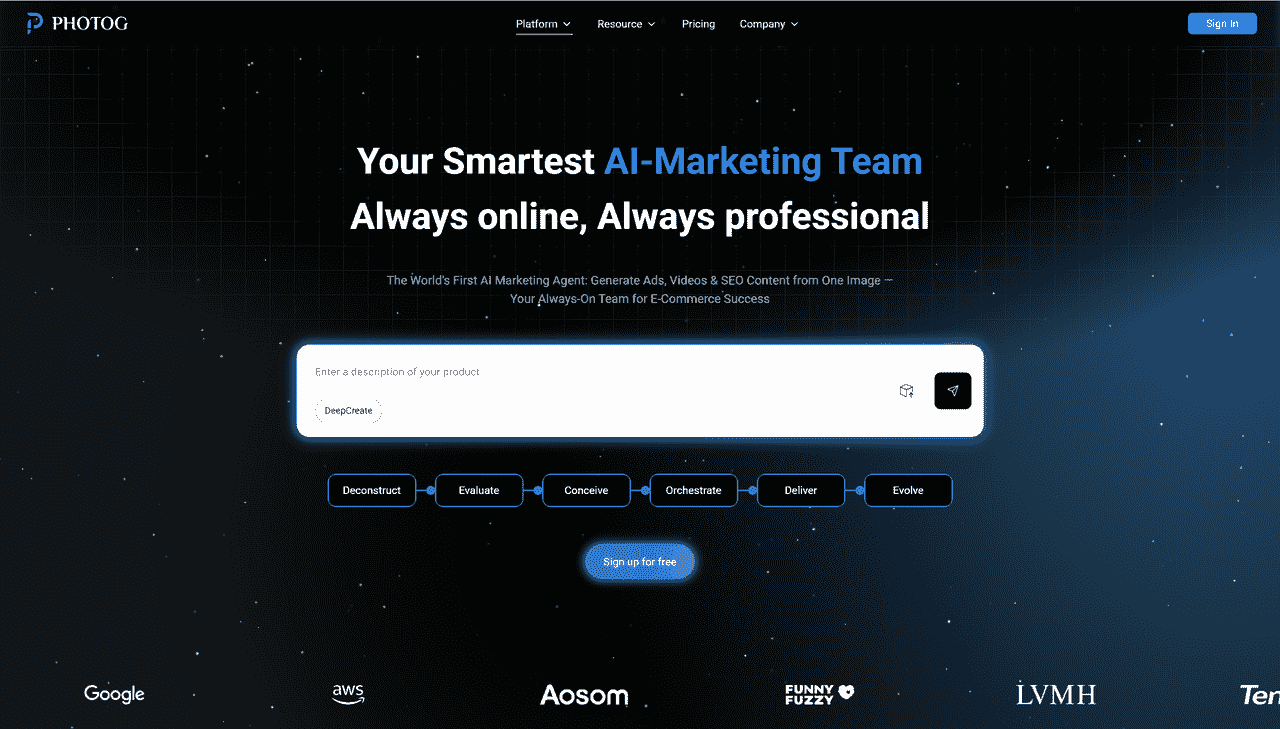 PHOTOG
Platform
Resource
Pricing
Company
Sign In
Your Smartest AI-Marketing Team
Always online, Always professional
The World's First AI Marketing Agent: Generate Ads, Videos & SEO Content from One Image —
Your Always-On Team for E-Commerce Success
Enter a description of your product
DeepCreate
Deconstruct
Evaluate
Conceive
Orchestrate
Deliver
Evolve
Sign up for free
Google
aws
Aosom
FUNNY
FUZZY
LVMH
Ten